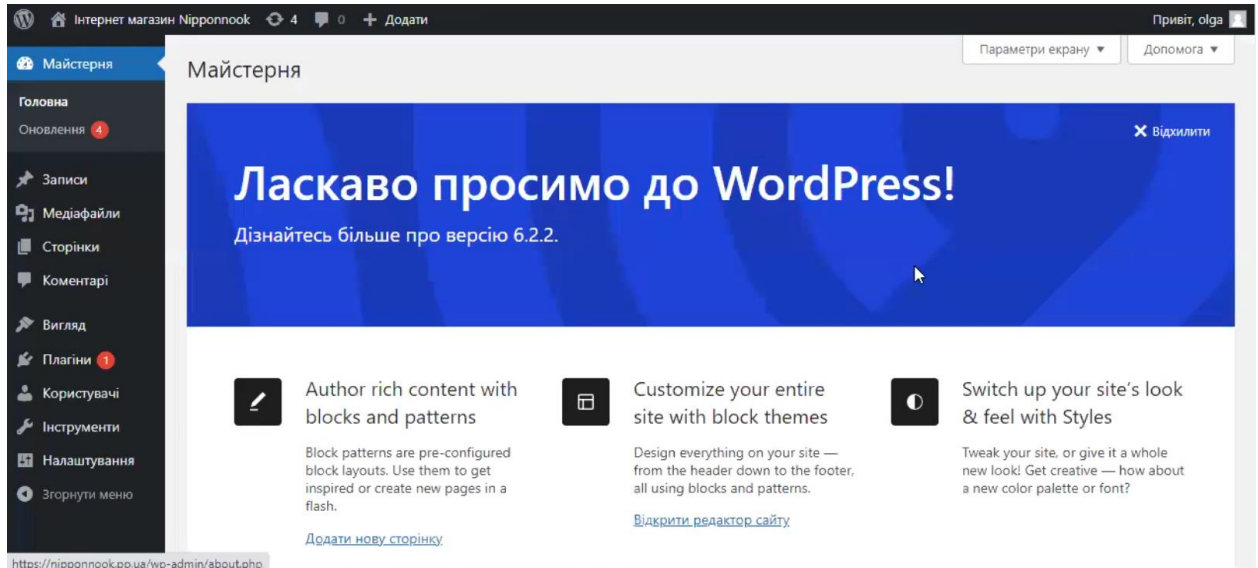 Інтернет магазин Nipponnook 4 0 Додати Привіт, olga
Майстерня
Головна
Оновлення 4
Записи
Медіафайли
Сторінки
Коментарі
Вигляд
Плагіни 1
Користувачі
Інструменти
Налаштування
Згорнути меню
Параметри екрану
Допомога
Майстерня
Відхилити
Ласкаво просимо до WordPress!
Дізнайтесь більше про версію 6.2.2.
Author rich content with
blocks and patterns
Block patterns are pre-configured
block layouts. Use them to get
inspired or create new pages in a
flash.
Додати нову сторінку
Customize your entire
site with block themes
Design everything on your site —
from the header down to the footer,
all using blocks and patterns.
Відкрити редактор сайту
Switch up your site’s look
& feel with Styles
Tweak your site, or give it a whole
new look! Get creative — how about
a new color palette or font?
https://nipponnook.pp.ua/wp-admin/about.php